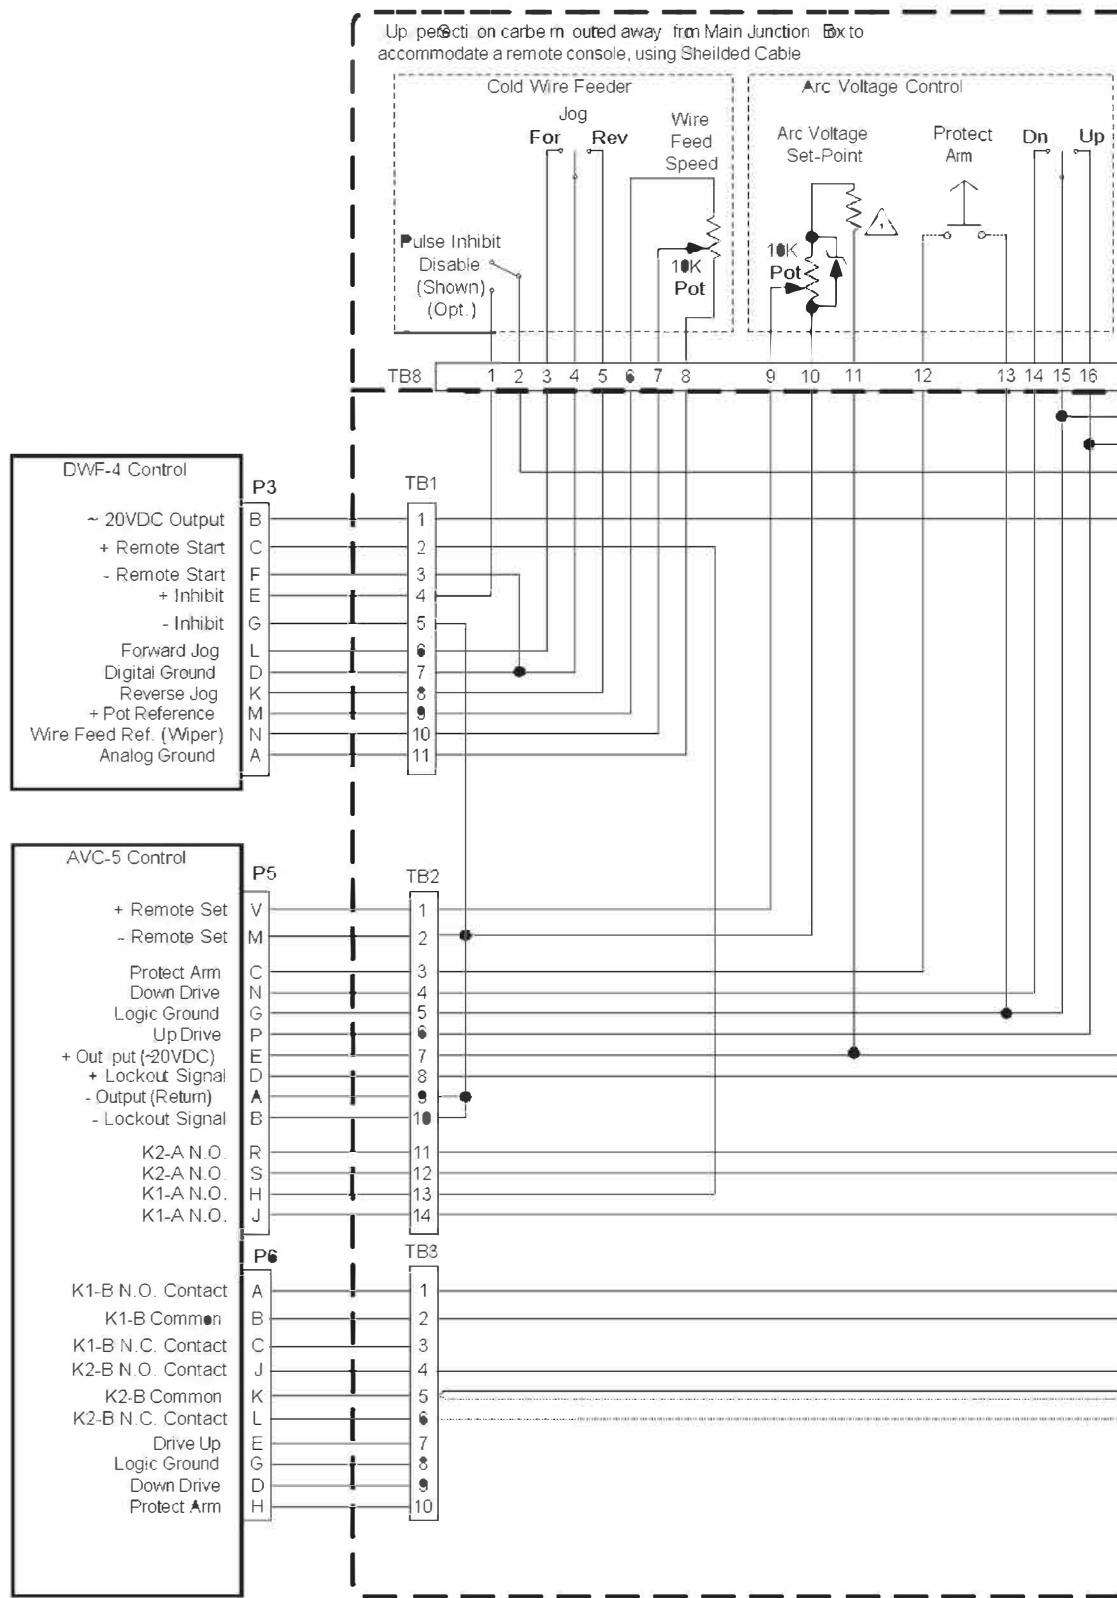 Upper Section can be mouted away from Main Junction Box to
accommodate a remote console, using Sheilded Cable
Cold Wire Feeder
Jog
For Rev
Wire
Feed
Speed
Pulse Inhibit
Disable
(Shown)
(Opt.)
10K
Pot
Arc Voltage Control
Arc Voltage
Set-Point
Protect
Arm
Dn Up
10K
Pot
1
TB8 1 2 3 4 5 6 7 8 9 10 11 12 13 14 15 16
DWF-4 Control
P3 TB1
~ 20VDC Output B 1
+ Remote Start C 2
- Remote Start F 3
+ Inhibit E 4
- Inhibit G 5
Forward Jog L 6
Digital Ground D 7
Reverse Jog K 8
+ Pot Reference M 9
Wire Feed Ref. (Wiper) N 10
Analog Ground A 11
AVC-5 Control
P5 TB2
+ Remote Set V 1
- Remote Set M 2
Protect Arm C 3
Down Drive N 4
Logic Ground G 5
Up Drive P 6
+ Output (~20VDC) E 7
+ Lockout Signal D 8
- Output (Return) A 9
- Lockout Signal B 10
K2-A N.O. R 11
K2-A N.O. S 12
K1-A N.O. H 13
K1-A N.O. J 14
P6 TB3
K1-B N.O. Contact A 1
K1-B Common B 2
K1-B N.C. Contact C 3
K2-B N.O. Contact J 4
K2-B Common K 5
K2-B N.C. Contact L 6
Drive Up E 7
Logic Ground G 8
Down Drive D 9
Protect Arm H 10